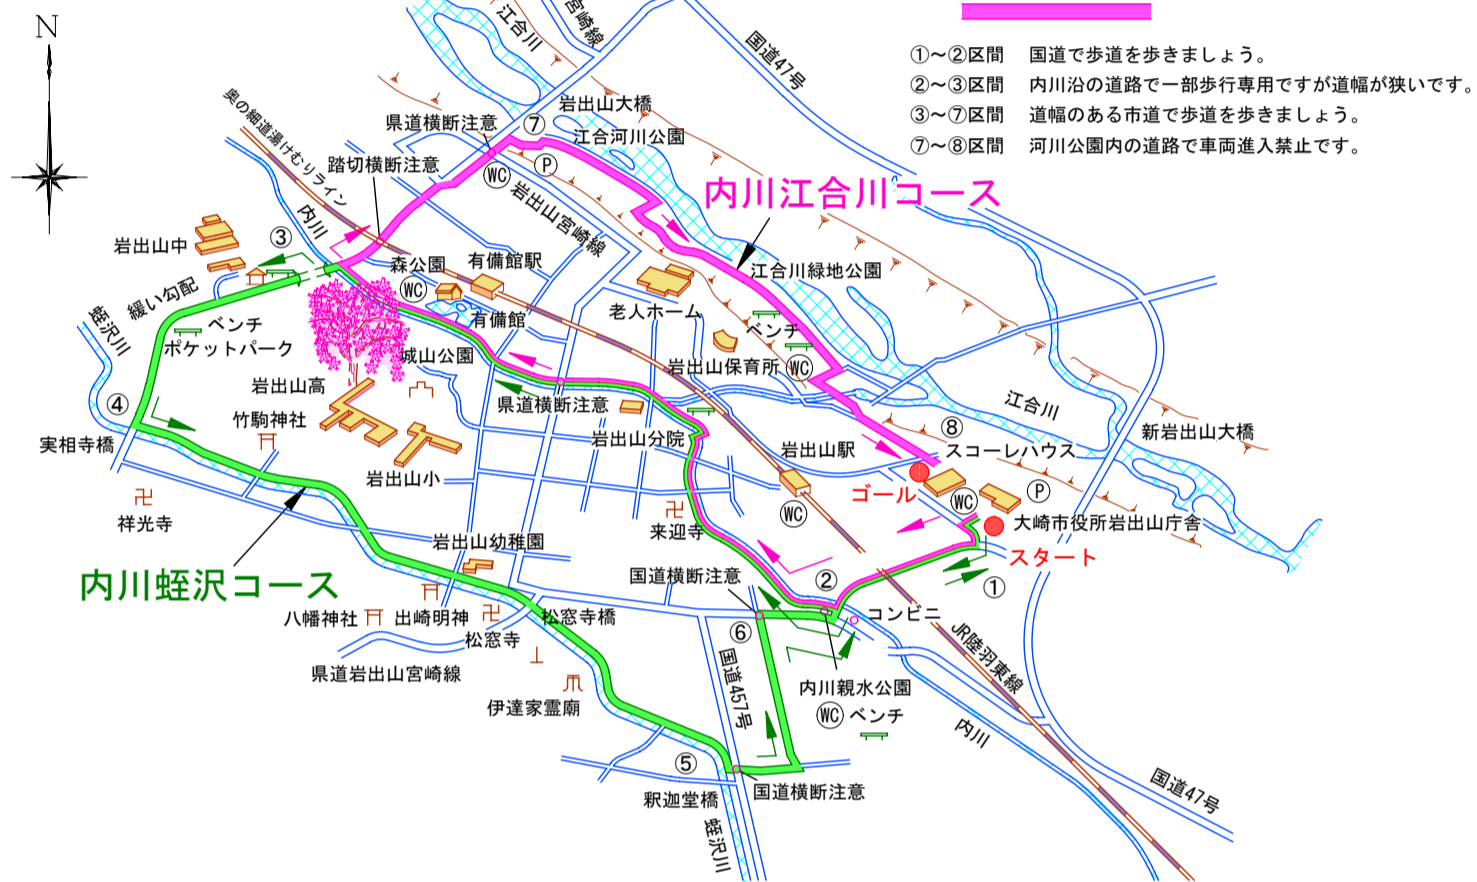 N
江合川
宮崎線
国道47号
①～②区間　国道で歩道を歩きましょう。
②～③区間　内川沿の道路で一部歩行専用ですが道幅が狭いです。
③～⑦区間　道幅のある市道で歩道を歩きましょう。
⑦～⑧区間　河川公園内の道路で車両進入禁止です。
奥の細道湯けむりライン
県道横断注意
⑦
岩出山大橋
江合河川公園
踏切横断注意
WC
P
岩出山宮崎線
内川江合川コース
内川
③
岩出山中
緩い勾配
森公園
WC
有備館駅
有備館
老人ホーム
江合川緑地公園
ベンチ
蛭沢川
ベンチ
ポケットパーク
城山公園
岩出山保育所
WC
岩出山高
④
竹駒神社
県道横断注意
岩出山分院
江合川
⑧
新岩出山大橋
実相寺橋
岩出山小
岩出山駅
スコーレハウス
ゴール
WC
P
WC
祥光寺
来迎寺
大崎市役所岩出山庁舎
スタート
岩出山幼稚園
内川蛭沢コース
国道横断注意
②
①
八幡神社
出崎明神
松窓寺
松窓寺橋
コンビニ
⑥
県道岩出山宮崎線
国道457号
JR陸羽東線
伊達家霊廟
内川親水公園
WC
ベンチ
内川
⑤
釈迦堂橋
国道横断注意
国道47号
蛭沢川